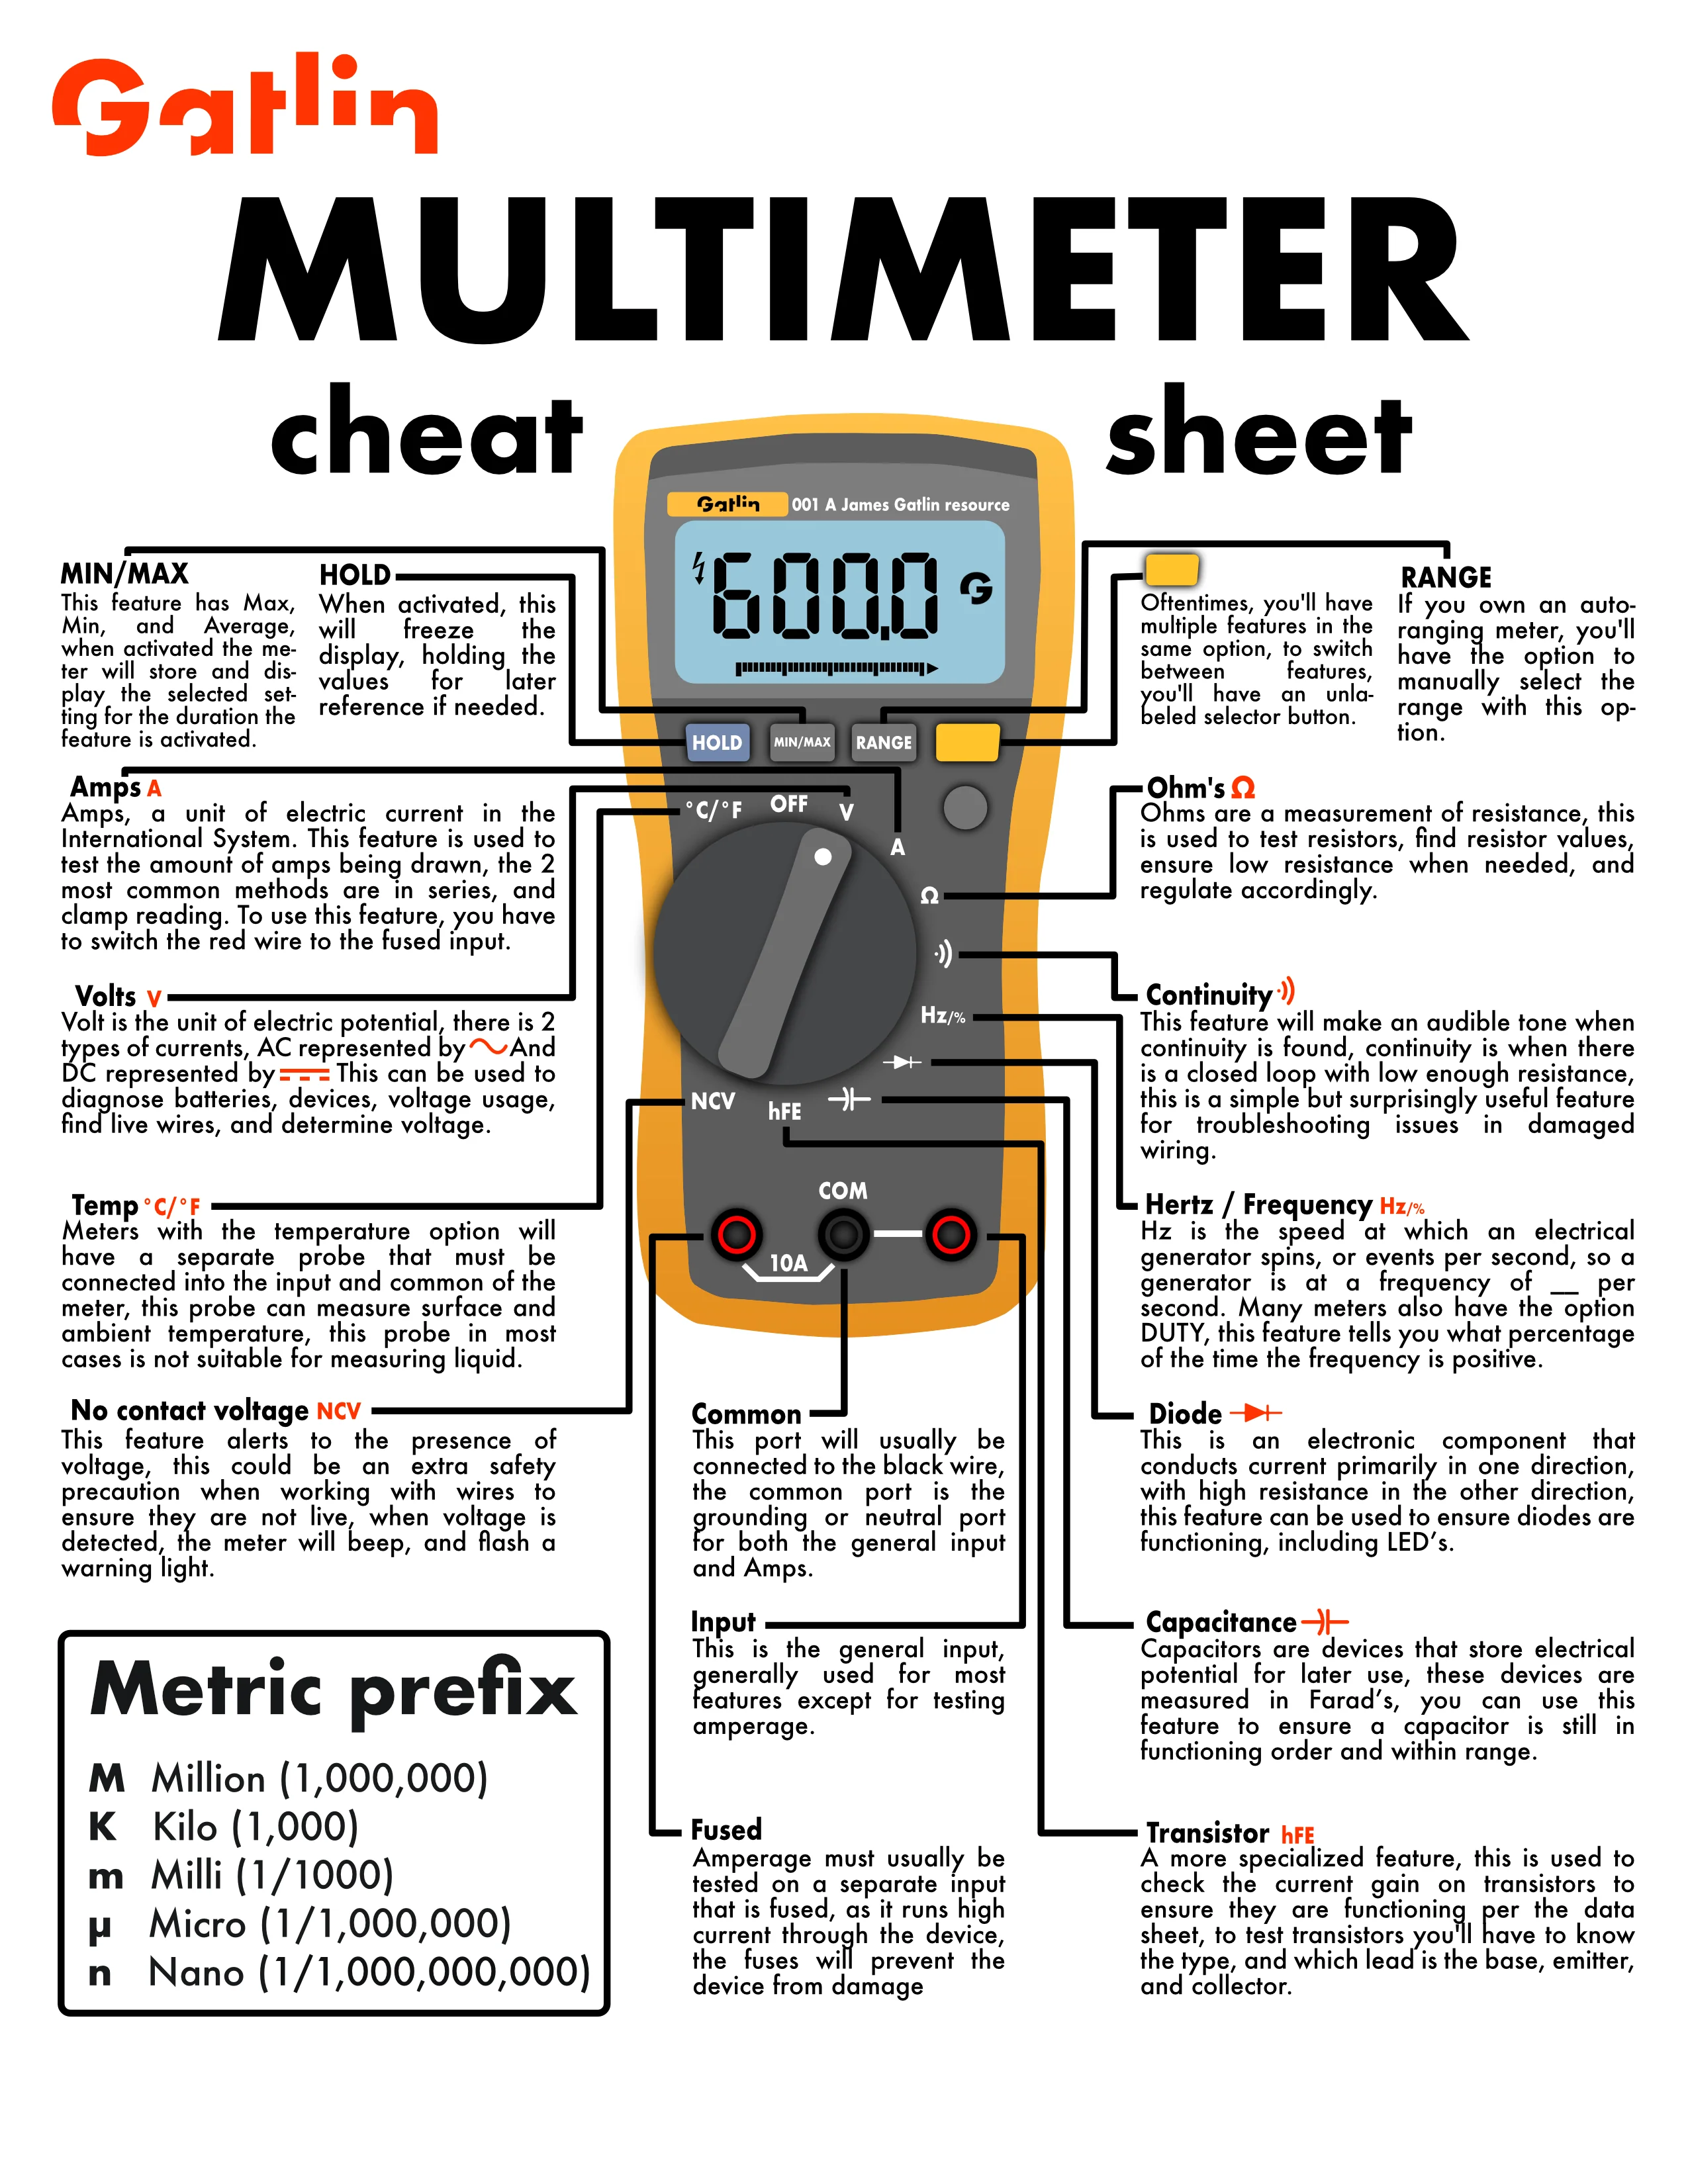 Gatlin
MULTIMETER
cheat sheet
Gatlin 001 A James Gatlin resource
600.0 G
HOLD MIN/MAX RANGE
°C/°F OFF V
A
Ω
Hz/%
NCV hFE
COM
10A
MIN/MAX
This feature has Max,
Min, and Average,
when activated the me-
ter will store and dis-
play the selected set-
ting for the duration the
feature is activated.
HOLD
When activated, this
will freeze the
display, holding the
values for later
reference if needed.
Oftentimes, you'll have
multiple features in the
same option, to switch
between features,
you'll have an unla-
beled selector button.
RANGE
If you own an auto-
ranging meter, you'll
have the option to
manually select the
range with this op-
tion.
Amps A
Amps, a unit of electric current in the
International System. This feature is used to
test the amount of amps being drawn, the 2
most common methods are in series, and
clamp reading. To use this feature, you have
to switch the red wire to the fused input.
Volts V
Volt is the unit of electric potential, there is 2
types of currents, AC represented by And
DC represented by This can be used to
diagnose batteries, devices, voltage usage,
find live wires, and determine voltage.
Temp °C/°F
Meters with the temperature option will
have a separate probe that must be
connected into the input and common of the
meter, this probe can measure surface and
ambient temperature, this probe in most
cases is not suitable for measuring liquid.
No contact voltage NCV
This feature alerts to the presence of
voltage, this could be an extra safety
precaution when working with wires to
ensure they are not live, when voltage is
detected, the meter will beep, and flash a
warning light.
Metric prefix
M Million (1,000,000)
K Kilo (1,000)
m Milli (1/1000)
μ Micro (1/1,000,000)
n Nano (1/1,000,000,000)
Common
This port will usually be
connected to the black wire,
the common port is the
grounding or neutral port
for both the general input
and Amps.
Input
This is the general input,
generally used for most
features except for testing
amperage.
Fused
Amperage must usually be
tested on a separate input
that is fused, as it runs high
current through the device,
the fuses will prevent the
device from damage
Ohm's Ω
Ohms are a measurement of resistance, this
is used to test resistors, find resistor values,
ensure low resistance when needed, and
regulate accordingly.
Continuity
This feature will make an audible tone when
continuity is found, continuity is when there
is a closed loop with low enough resistance,
this is a simple but surprisingly useful feature
for troubleshooting issues in damaged
wiring.
Hertz / Frequency Hz/%
Hz is the speed at which an electrical
generator spins, or events per second, so a
generator is at a frequency of __ per
second. Many meters also have the option
DUTY, this feature tells you what percentage
of the time the frequency is positive.
Diode
This is an electronic component that
conducts current primarily in one direction,
with high resistance in the other direction,
this feature can be used to ensure diodes are
functioning, including LED’s.
Capacitance
Capacitors are devices that store electrical
potential for later use, these devices are
measured in Farad’s, you can use this
feature to ensure a capacitor is still in
functioning order and within range.
Transistor hFE
A more specialized feature, this is used to
check the current gain on transistors to
ensure they are functioning per the data
sheet, to test transistors you'll have to know
the type, and which lead is the base, emitter,
and collector.